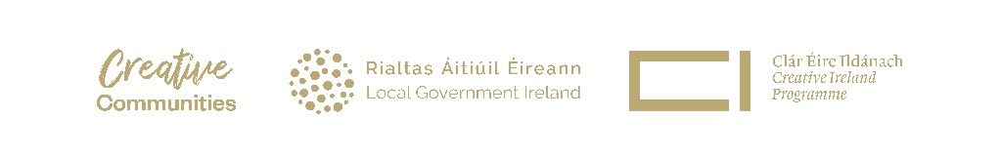 Creative
Communities
Rialtas Áitiúil Éireann
Local Government Ireland
Clár Éire Ildánach
Creative Ireland
Programme